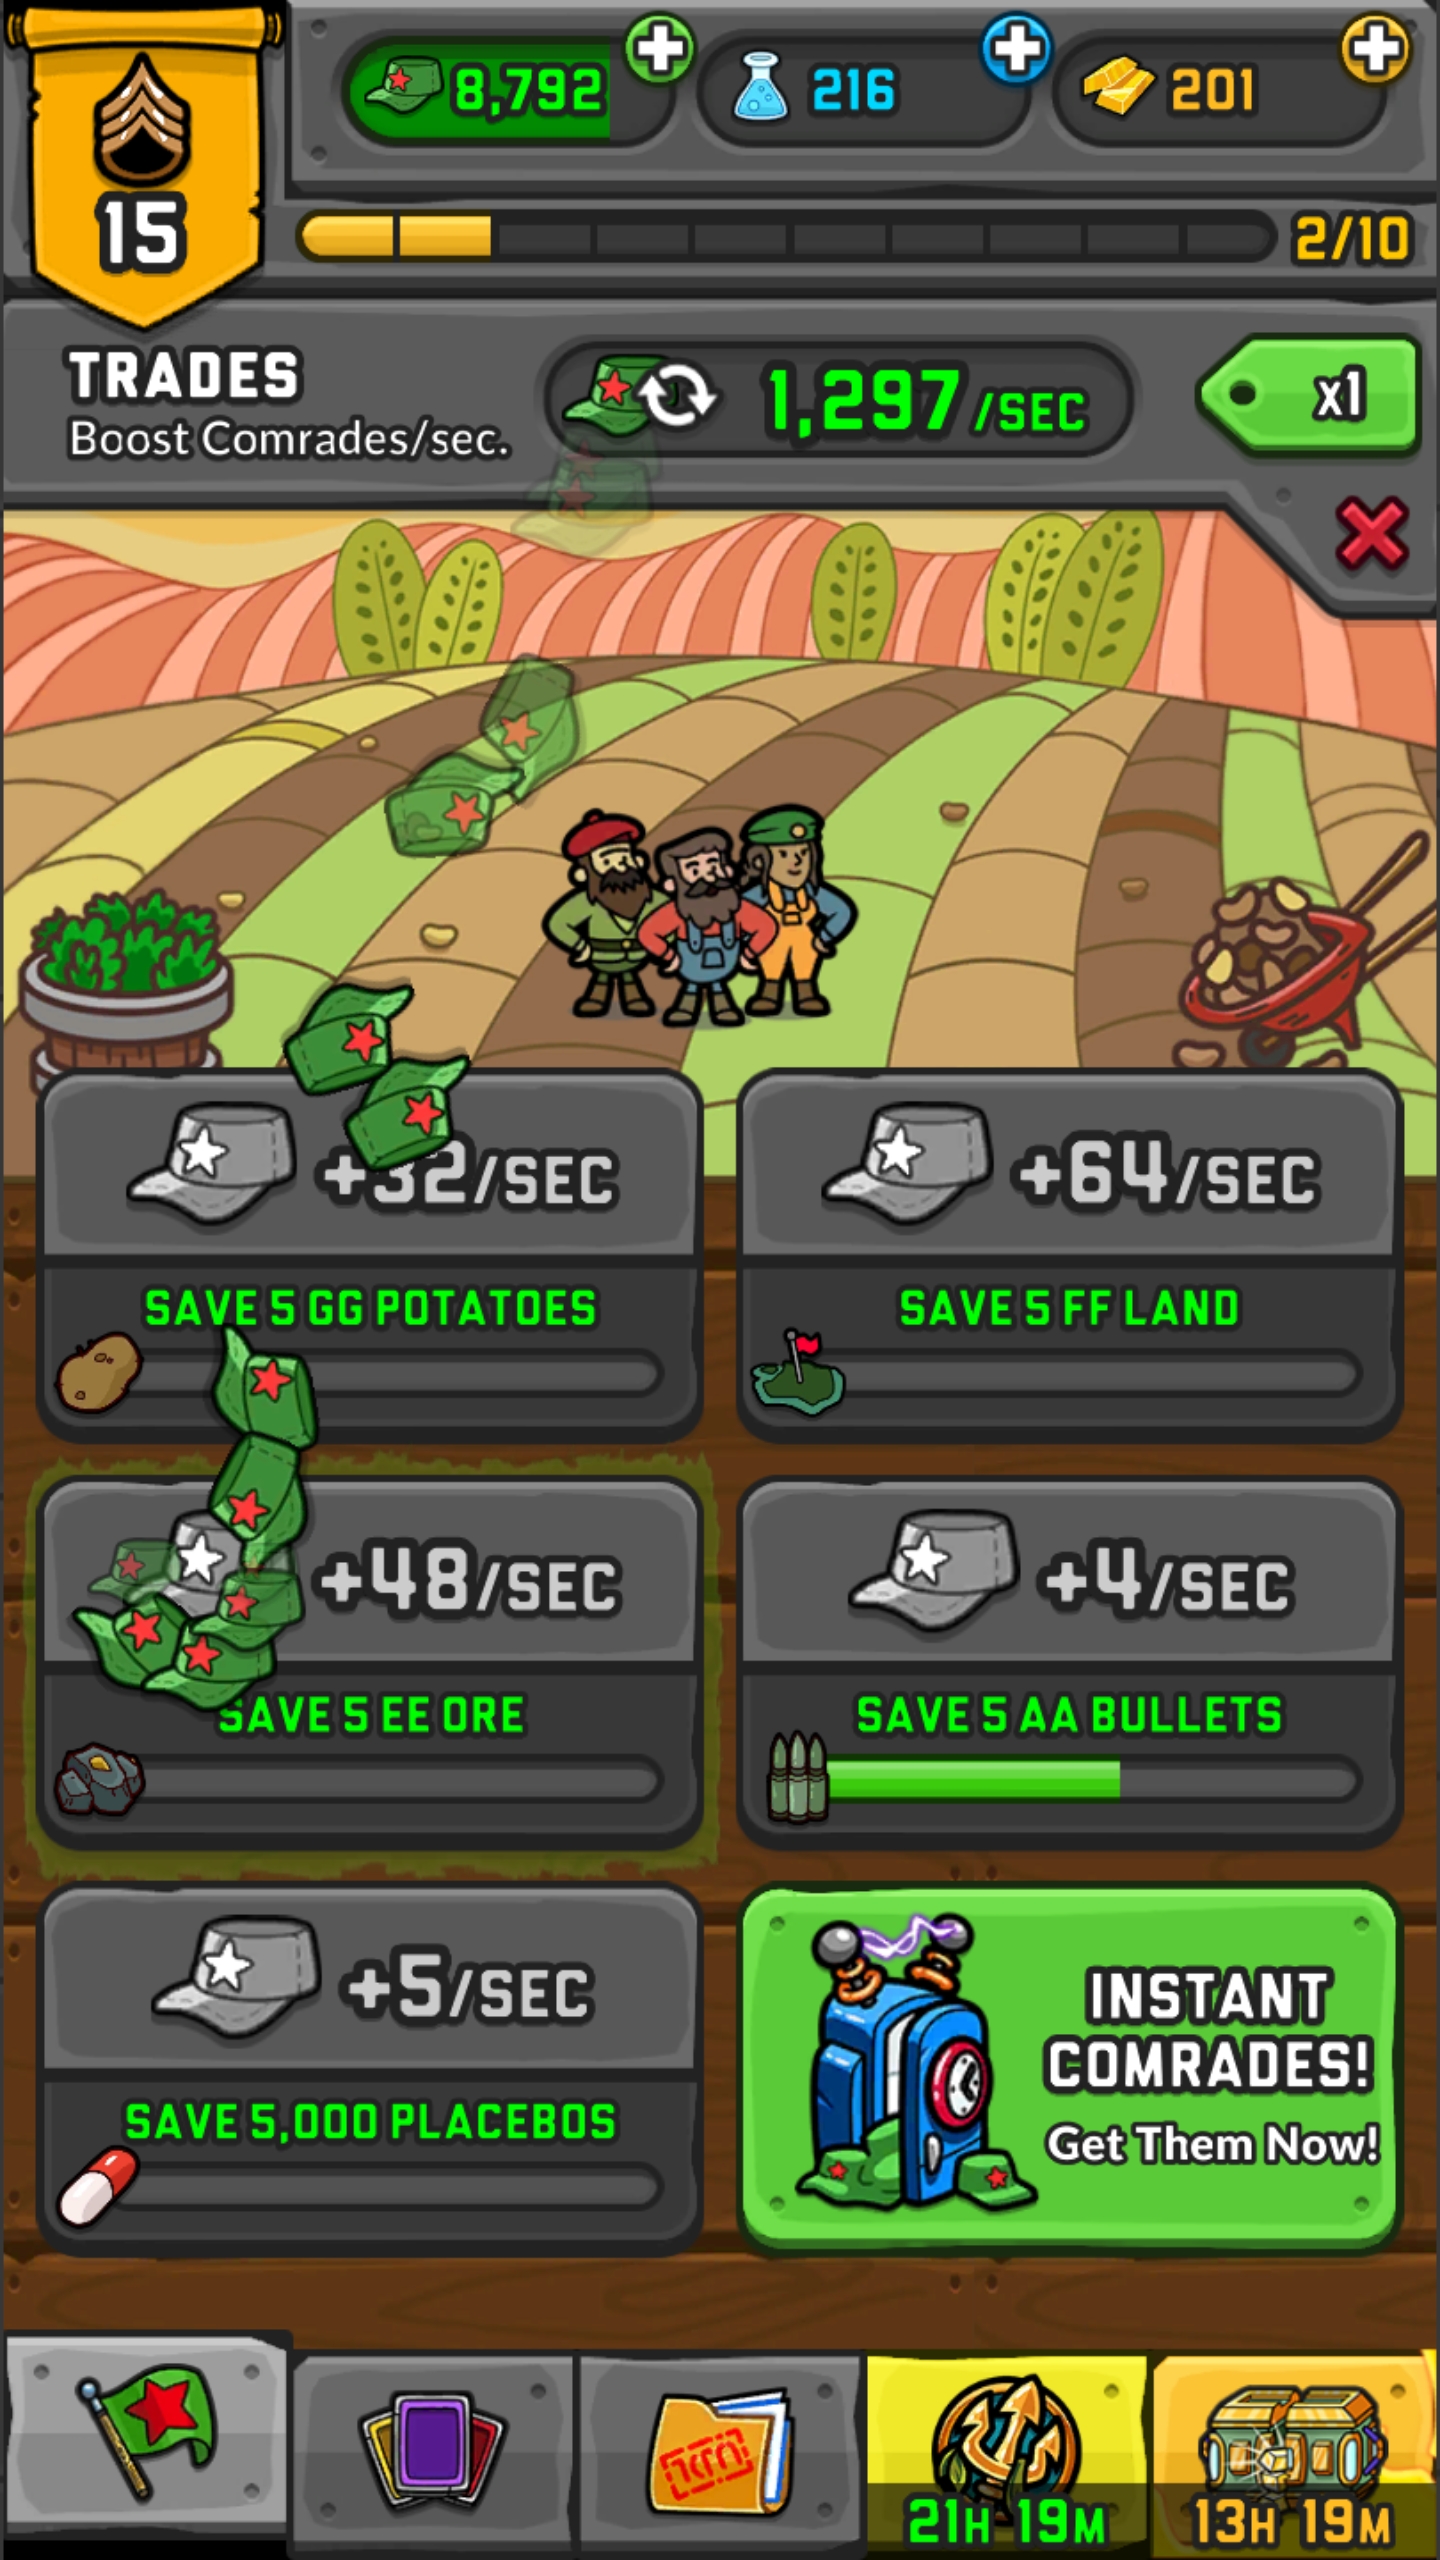 8,792
216
201
15
2/10
TRADES
Boost Comrades/sec.
1,297/SEC
x1
+32/SEC
SAVE 5 GG POTATOES
+64/SEC
SAVE 5 FF LAND
+48/SEC
SAVE 5 EE ORE
+4/SEC
SAVE 5 AA BULLETS
+5/SEC
SAVE 5,000 PLACEBOS
INSTANT
COMRADES!
Get Them Now!
21H 19M
13H 19M